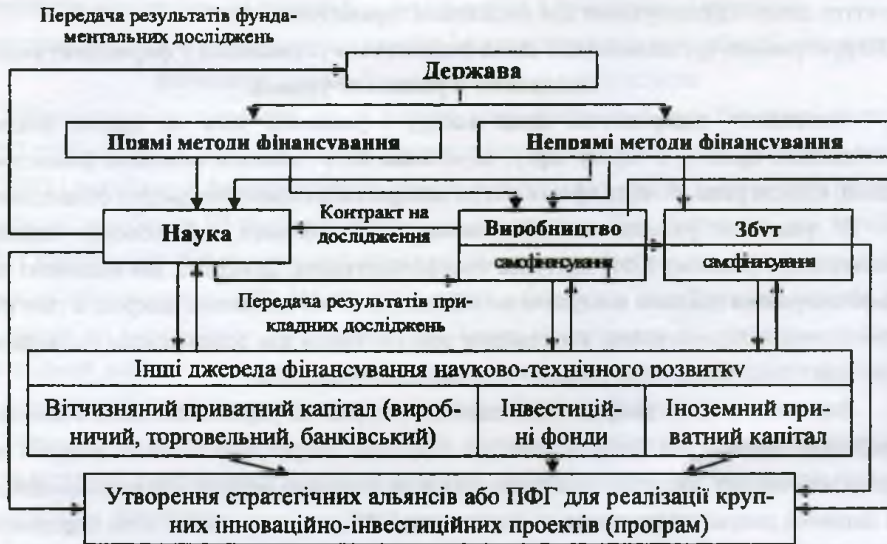 Передача результатів фунда-
ментальних досліджень
Держава
Прямі методи фінансування
Непрямі методи фінансування
Наука
Контракт на
дослідження
Виробництво
самофінкування
Збут
самофінкування
Передача результатів при-
кладних досліджень
Інші джерела фінансування науково-технічного розвитку
Вітчизняний приватний капітал (вироб-
ничий, торговельний, банківський)
Інвестицій-
ні фонди
Іноземний при-
ватний капітал
Утворення стратегічних альянсів або ПФГ для реалізації круп-
них інноваційно-інвестиційних проектів (програм)